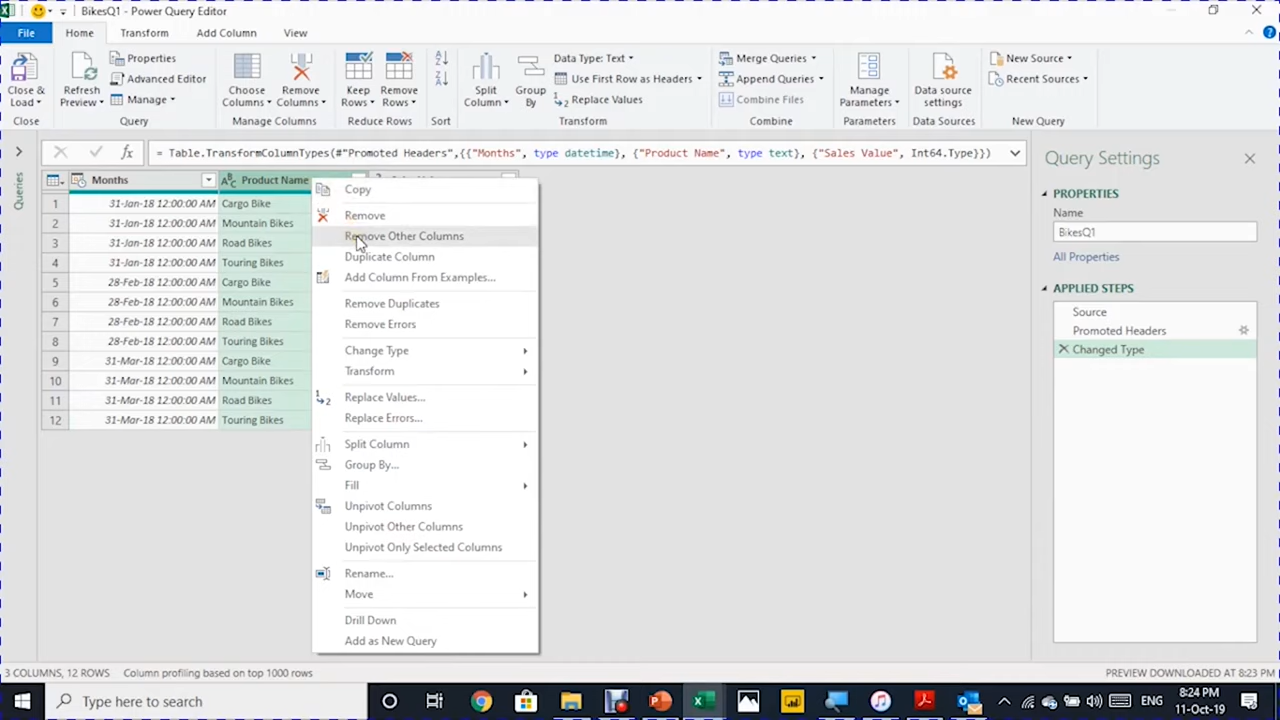 BikesQ1 - Power Query Editor
File Home Transform Add Column View
Close & Load
Close
Refresh Preview
Properties
Advanced Editor
Manage
Query
Choose Columns
Remove Columns
Manage Columns
Keep Rows
Remove Rows
Reduce Rows
Sort
Split Column
Group By
Data Type: Text
Use First Row as Headers
Replace Values
Transform
Merge Queries
Append Queries
Combine Files
Combine
Manage Parameters
Parameters
Data source settings
Data Sources
New Source
Recent Sources
New Query
= Table.TransformColumnTypes(#"Promoted Headers",{{"Months", type datetime}, {"Product Name", type text}, {"Sales Value", Int64.Type}})
Queries
Months Product Name
1 31-Jan-18 12:00:00 AM Cargo Bike
2 31-Jan-18 12:00:00 AM Mountain Bikes
3 31-Jan-18 12:00:00 AM Road Bikes
4 31-Jan-18 12:00:00 AM Touring Bikes
5 28-Feb-18 12:00:00 AM Cargo Bike
6 28-Feb-18 12:00:00 AM Mountain Bikes
7 28-Feb-18 12:00:00 AM Road Bikes
8 28-Feb-18 12:00:00 AM Touring Bikes
9 31-Mar-18 12:00:00 AM Cargo Bike
10 31-Mar-18 12:00:00 AM Mountain Bikes
11 31-Mar-18 12:00:00 AM Road Bikes
12 31-Mar-18 12:00:00 AM Touring Bikes
Copy
Remove
Remove Other Columns
Duplicate Column
Add Column From Examples...
Remove Duplicates
Remove Errors
Change Type
Transform
Replace Values...
Replace Errors...
Split Column
Group By...
Fill
Unpivot Columns
Unpivot Other Columns
Unpivot Only Selected Columns
Rename...
Move
Drill Down
Add as New Query
Query Settings
PROPERTIES
Name
BikesQ1
All Properties
APPLIED STEPS
Source
Promoted Headers
Changed Type
3 COLUMNS, 12 ROWS Column profiling based on top 1000 rows
PREVIEW DOWNLOADED AT 8:23 PM
Type here to search
ENG
8:24 PM
11-Oct-19